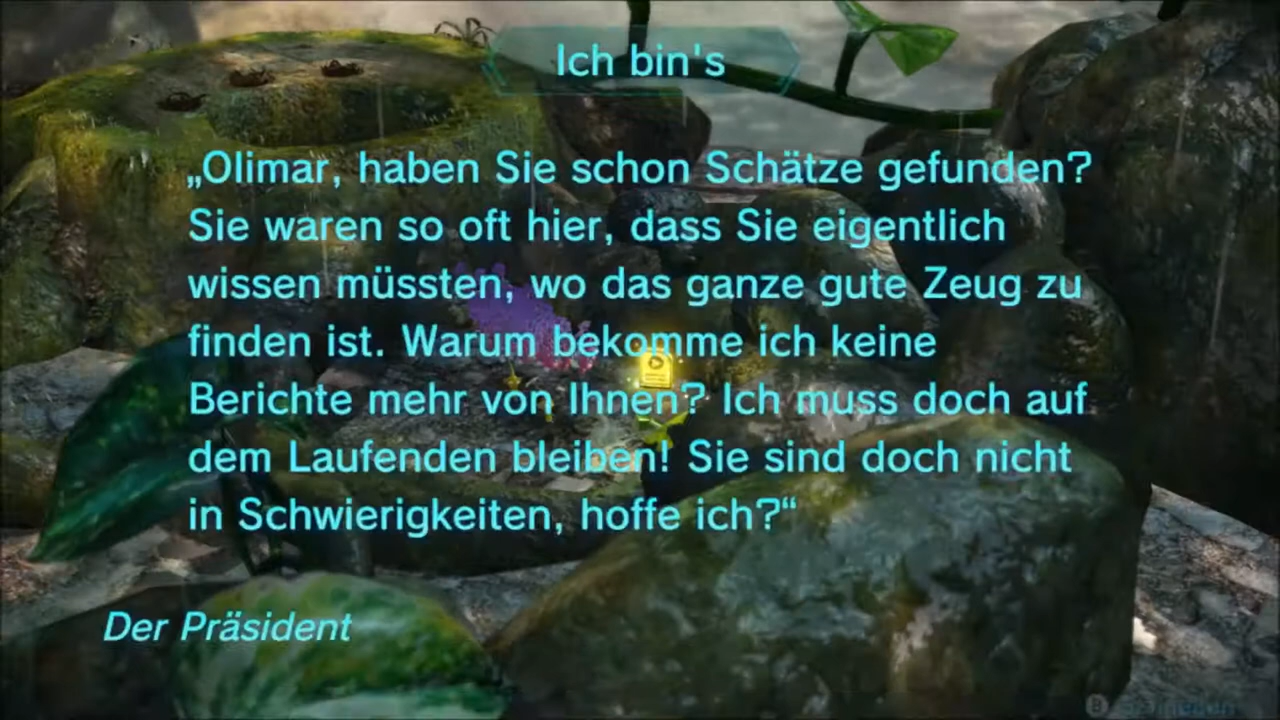 Ich bin's
„Olimar, haben Sie schon Schätze gefunden?
Sie waren so oft hier, dass Sie eigentlich
wissen müssten, wo das ganze gute Zeug zu
finden ist. Warum bekomme ich keine
Berichte mehr von Ihnen? Ich muss doch auf
dem Laufenden bleiben! Sie sind doch nicht
in Schwierigkeiten, hoffe ich?“
Der Präsident